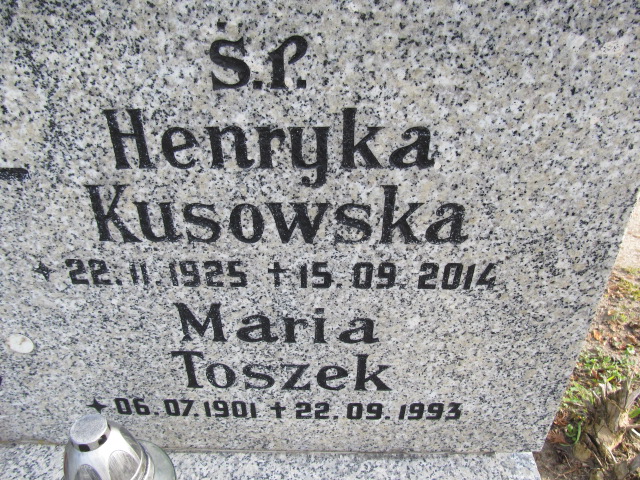 Ś.P.
Henryka
Kusowska
* 22.11.1925 † 15.09.2014
Maria
Toszek
* 06.07.1901 † 22.09.1993